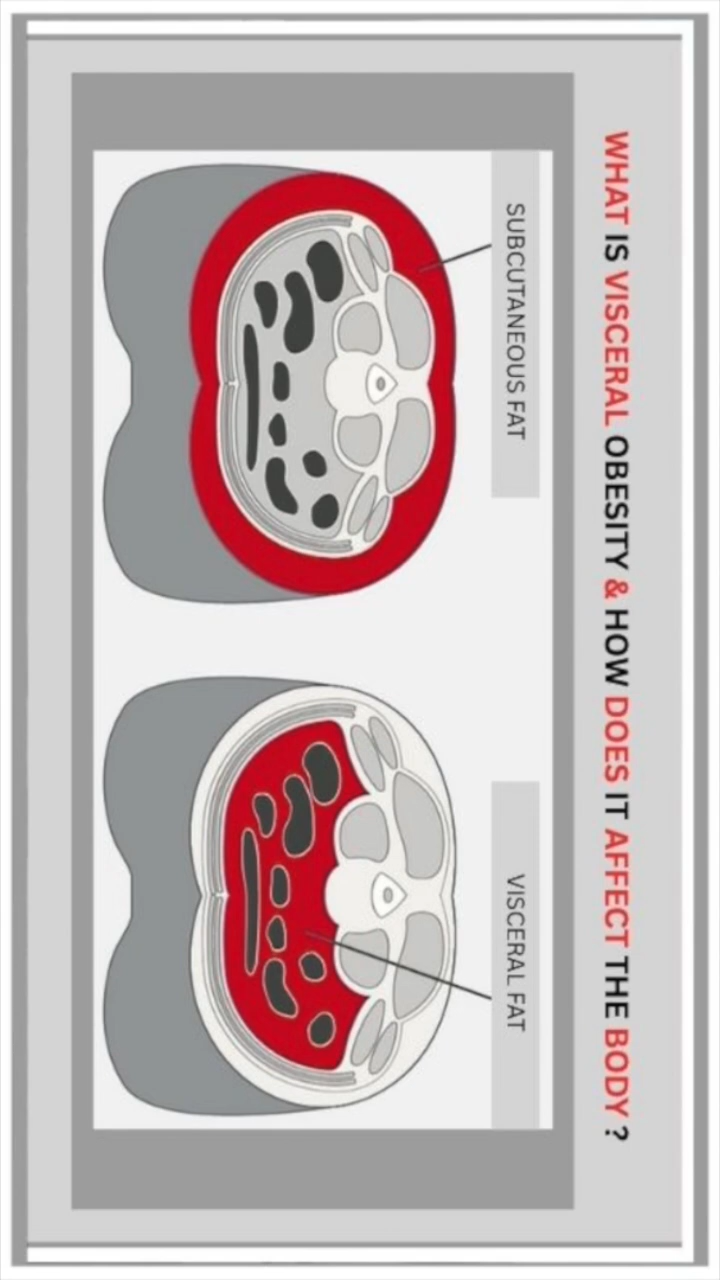 WHAT IS VISCERAL OBESITY & HOW DOES IT AFFECT THE BODY ?
SUBCUTANEOUS FAT
VISCERAL FAT